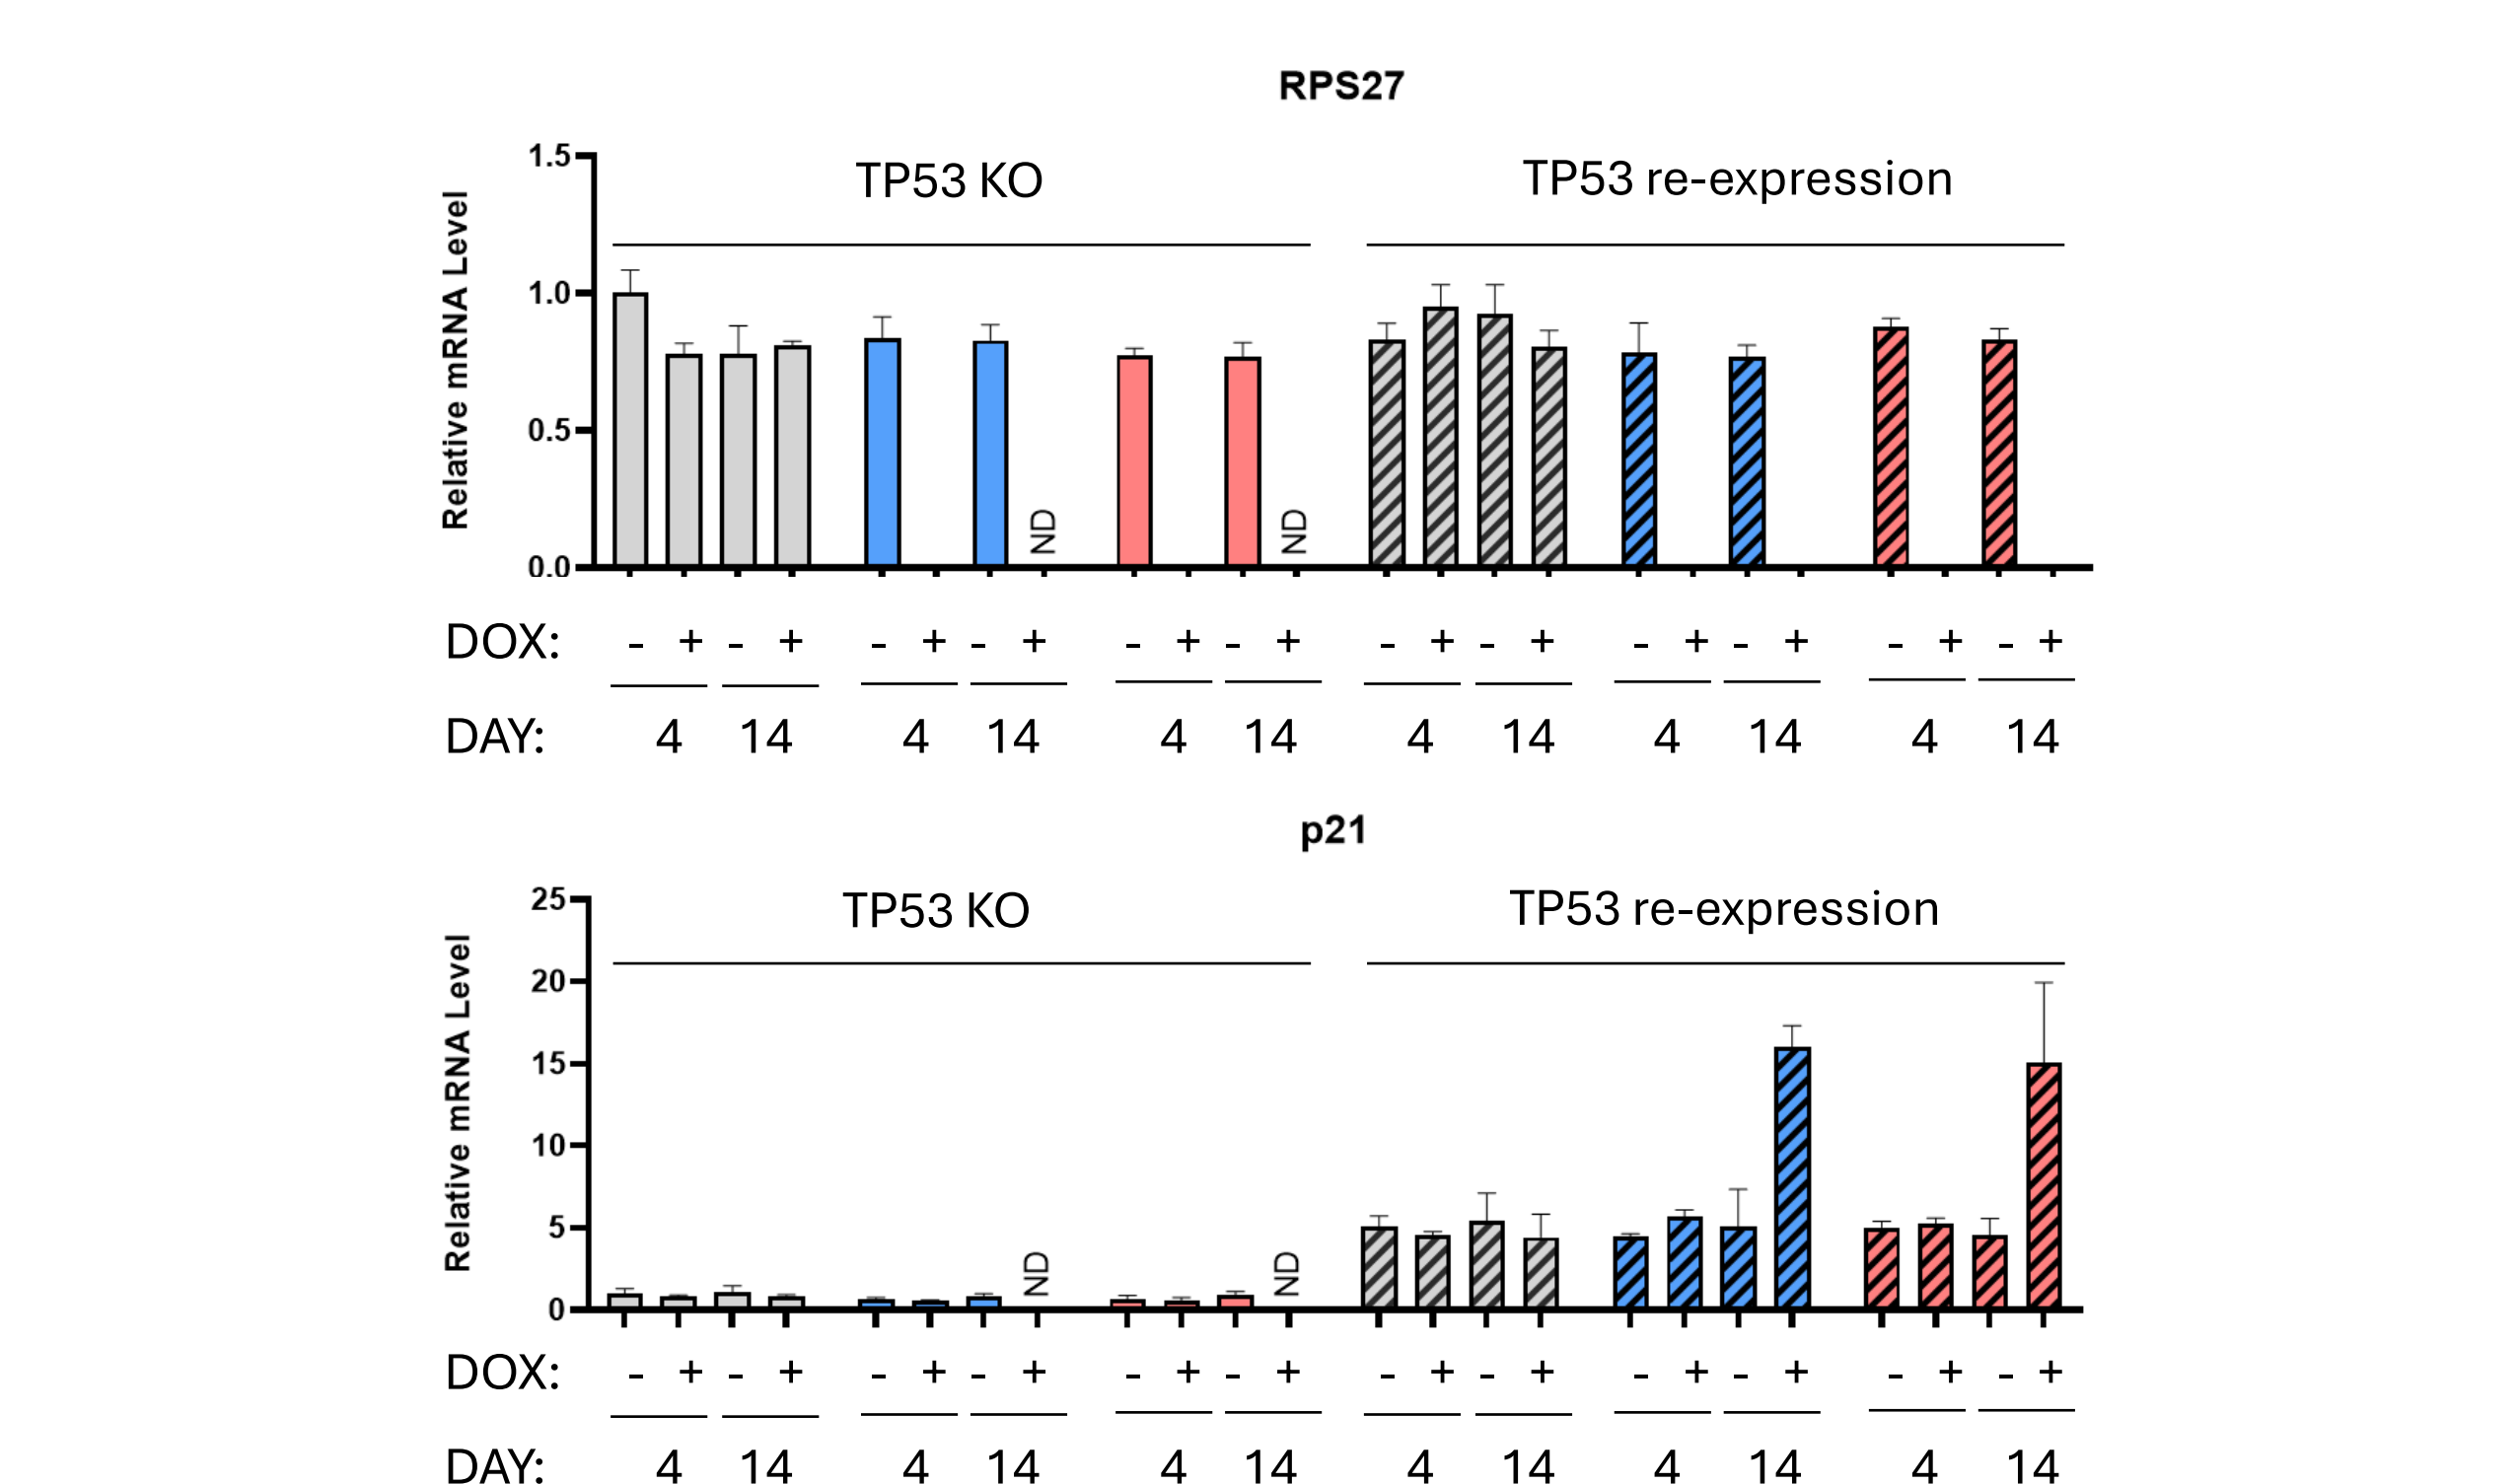 RPS27
Relative mRNA Level
1.5
1.0
0.5
0.0
TP53 KO
TP53 re-expression
ND
ND
DOX: - + - + - + - + - + - + - + - + - + - + - + - +
DAY: 4 14 4 14 4 14 4 14 4 14 4 14
p21
Relative mRNA Level
25
20
15
10
5
0
TP53 KO
TP53 re-expression
ND
ND
DOX: - + - + - + - + - + - + - + - + - + - + - + - +
DAY: 4 14 4 14 4 14 4 14 4 14 4 14